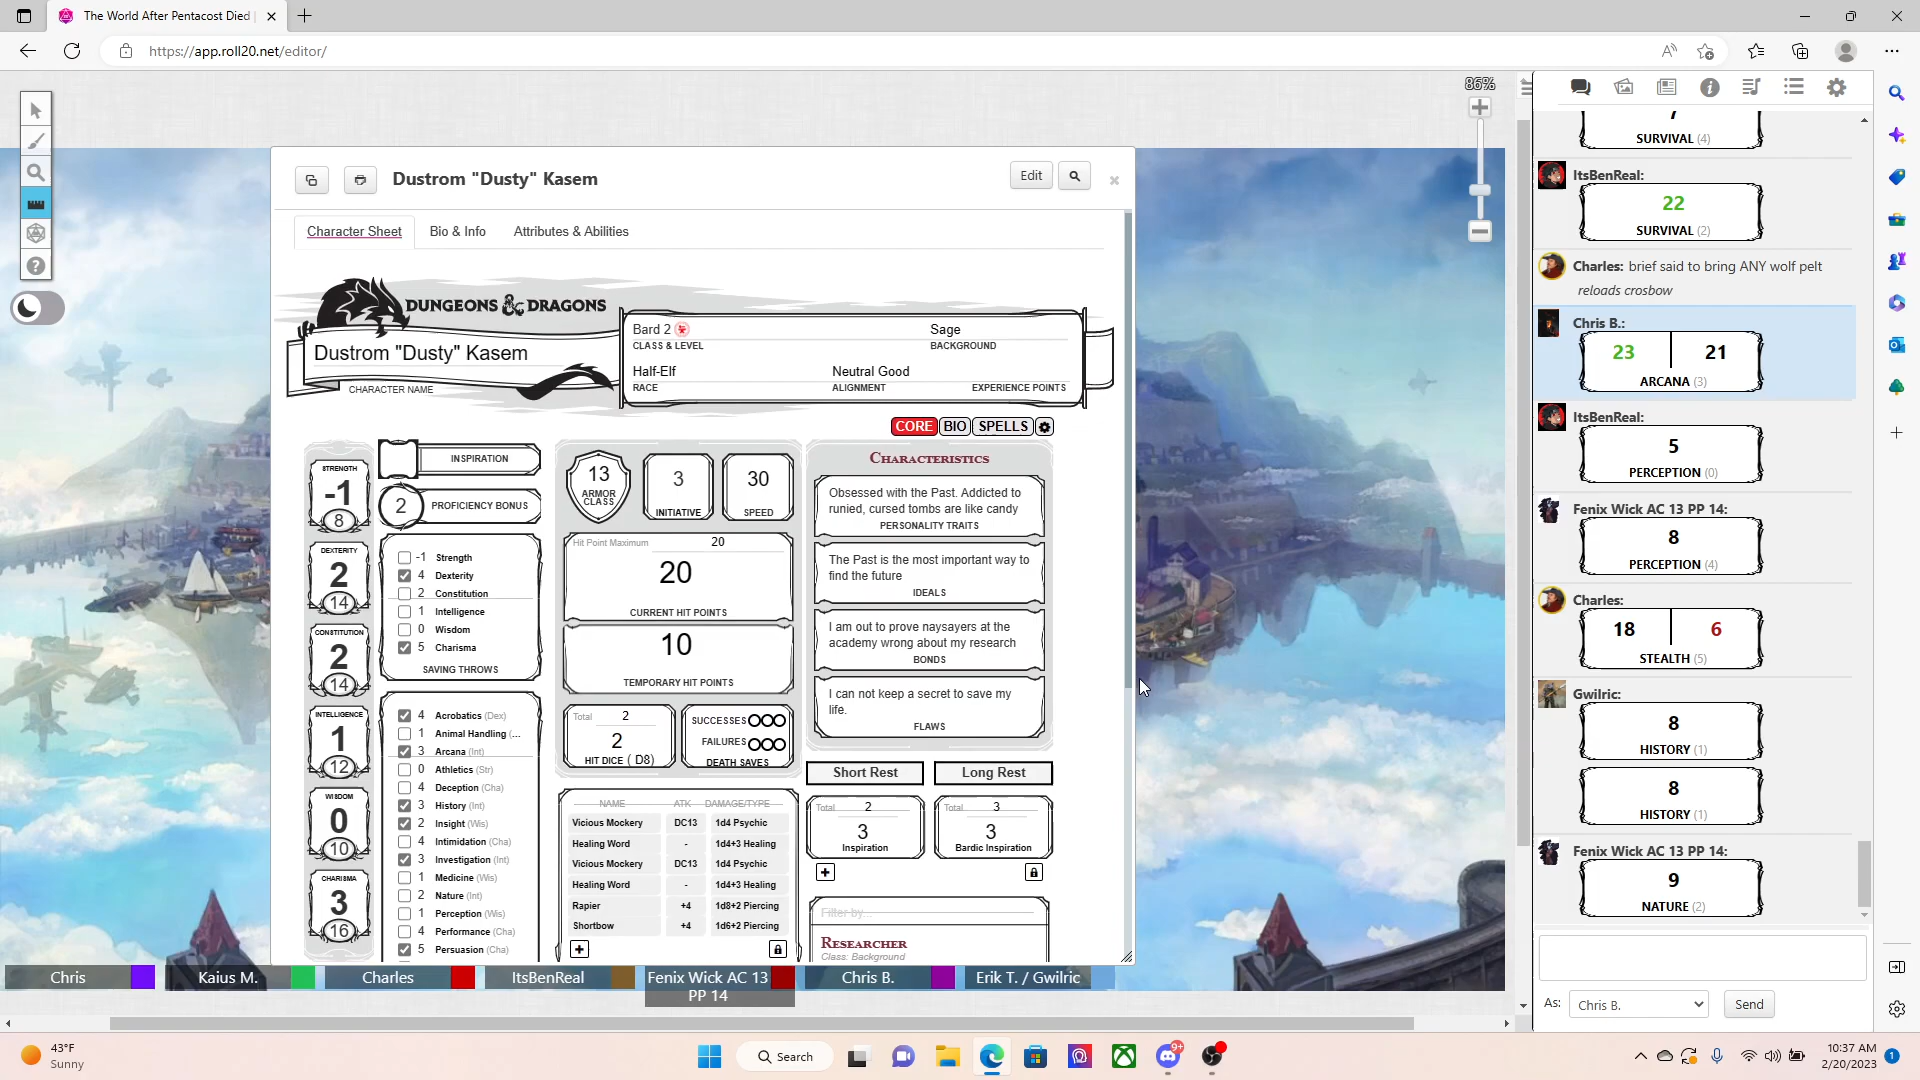 The World After Pentacost Died
https://app.roll20.net/editor/
86%
Dustrom "Dusty" Kasem
Edit
Character Sheet
Bio & Info
Attributes & Abilities
DUNGEONS & DRAGONS
Dustrom "Dusty" Kasem
CHARACTER NAME
Bard 2
CLASS & LEVEL
Sage
BACKGROUND
Half-Elf
RACE
Neutral Good
ALIGNMENT
EXPERIENCE POINTS
CORE
BIO
SPELLS
STRENGTH
-1
8
DEXTERITY
2
14
CONSTITUTION
2
14
INTELLIGENCE
1
12
WISDOM
0
10
CHARISMA
3
16
INSPIRATION
2
PROFICIENCY BONUS
-1 Strength
4 Dexterity
2 Constitution
1 Intelligence
0 Wisdom
5 Charisma
SAVING THROWS
4 Acrobatics (Dex)
1 Animal Handling (...
3 Arcana (Int)
0 Athletics (Str)
4 Deception (Cha)
3 History (Int)
2 Insight (Wis)
4 Intimidation (Cha)
3 Investigation (Int)
1 Medicine (Wis)
2 Nature (Int)
1 Perception (Wis)
4 Performance (Cha)
5 Persuasion (Cha)
13
ARMOR
CLASS
3
INITIATIVE
30
SPEED
Hit Point Maximum 20
20
CURRENT HIT POINTS
10
TEMPORARY HIT POINTS
Total 2
2
HIT DICE ( D8)
SUCCESSES
FAILURES
DEATH SAVES
NAME ATK DAMAGE/TYPE
Vicious Mockery DC13 1d4 Psychic
Healing Word - 1d4+3 Healing
Vicious Mockery DC13 1d4 Psychic
Healing Word - 1d4+3 Healing
Rapier +4 1d8+2 Piercing
Shortbow +4 1d6+2 Piercing
CHARACTERISTICS
Obsessed with the Past. Addicted to
runied, cursed tombs are like candy
PERSONALITY TRAITS
The Past is the most important way to
find the future
IDEALS
I am out to prove naysayers at the
academy wrong about my research
BONDS
I can not keep a secret to save my
life.
FLAWS
Short Rest
Long Rest
Total 2
3
Inspiration
Total 3
3
Bardic Inspiration
Filter by...
RESEARCHER
Class: Background
Chris
Kaius M.
Charles
ItsBenReal
Fenix Wick AC 13
PP 14
Chris B.
Erik T. / Gwilric
7
SURVIVAL (4)
ItsBenReal:
22
SURVIVAL (2)
Charles: brief said to bring ANY wolf pelt
reloads crosbow
Chris B.:
23 21
ARCANA (3)
ItsBenReal:
5
PERCEPTION (0)
Fenix Wick AC 13 PP 14:
8
PERCEPTION (4)
Charles:
18 6
STEALTH (5)
Gwilric:
8
HISTORY (1)
8
HISTORY (1)
Fenix Wick AC 13 PP 14:
9
NATURE (2)
As: Chris B. Send
43°F
Sunny
Search
9+
10:37 AM
2/20/2023
1